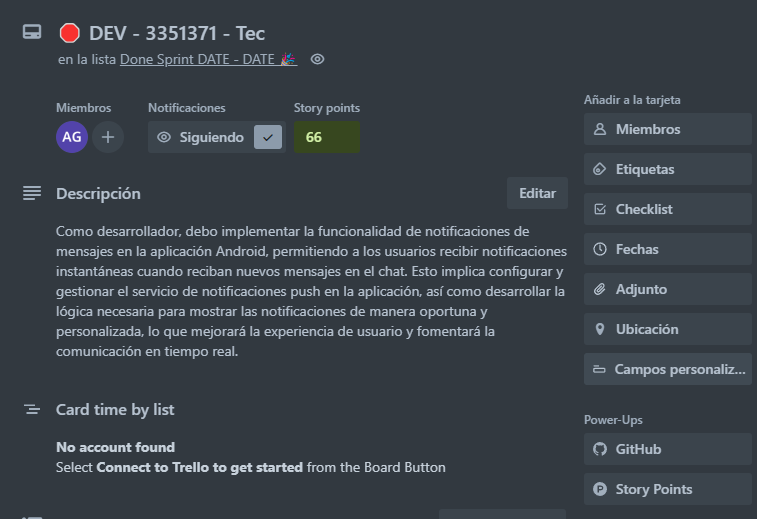 DEV - 3351371 - Tec
en la lista Done Sprint DATE - DATE 🎉
Miembros
Notificaciones
Story points
AG
Siguiendo
66
Descripción
Editar
Como desarrollador, debo implementar la funcionalidad de notificaciones de
mensajes en la aplicación Android, permitiendo a los usuarios recibir notificaciones
instantáneas cuando reciban nuevos mensajes en el chat. Esto implica configurar y
gestionar el servicio de notificaciones push en la aplicación, así como desarrollar la
lógica necesaria para mostrar las notificaciones de manera oportuna y
personalizada, lo que mejorará la experiencia de usuario y fomentará la
comunicación en tiempo real.
Card time by list
No account found
Select Connect to Trello to get started from the Board Button
Añadir a la tarjeta
Miembros
Etiquetas
Checklist
Fechas
Adjunto
Ubicación
Campos personaliz...
Power-Ups
GitHub
Story Points